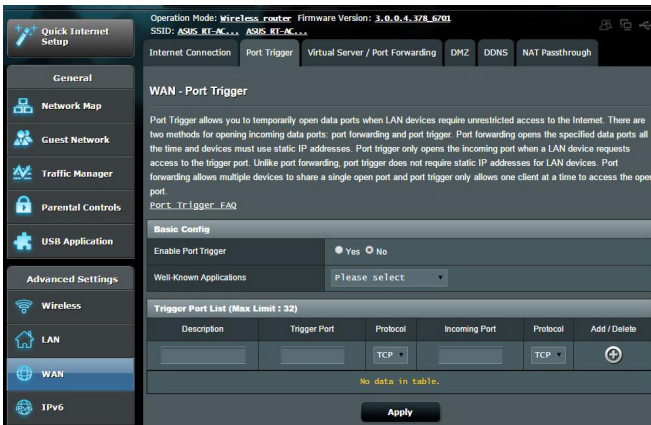 Quick Internet
Setup
Operation Mode: Wireless router Firmware Version: 3.0.0.4.378_6701
SSID: ASUS RT-AC... ASUS RT-AC...
Internet Connection Port Trigger Virtual Server / Port Forwarding DMZ DDNS NAT Passthrough
General
Network Map
Guest Network
Traffic Manager
Parental Controls
USB Application
Advanced Settings
Wireless
LAN
WAN
IPv6
WAN - Port Trigger
Port Trigger allows you to temporarily open data ports when LAN devices require unrestricted access to the Internet. There are
two methods for opening incoming data ports: port forwarding and port trigger. Port forwarding opens the specified data ports all
the time and devices must use static IP addresses. Port trigger only opens the incoming port when a LAN device requests
access to the trigger port. Unlike port forwarding, port trigger does not require static IP addresses for LAN devices. Port
forwarding allows multiple devices to share a single open port and port trigger only allows one client at a time to access the open
port.
Port Trigger FAQ
Basic Config
Enable Port Trigger Yes No
Well-Known Applications Please select
Trigger Port List (Max Limit : 32)
Description Trigger Port Protocol Incoming Port Protocol Add / Delete
TCP TCP
No data in table.
Apply